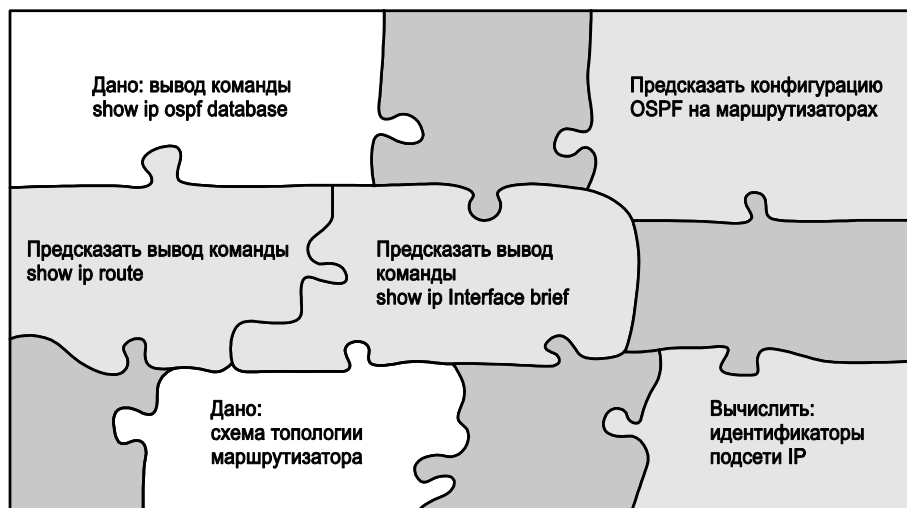 Дано: вывод команды
show ip ospf database
Предсказать конфигурацию
OSPF на маршрутизаторах
Предсказать вывод команды
show ip route
Предсказать вывод
команды
show ip Interface brief
Дано:
схема топологии
маршрутизатора
Вычислить:
идентификаторы
подсети IP